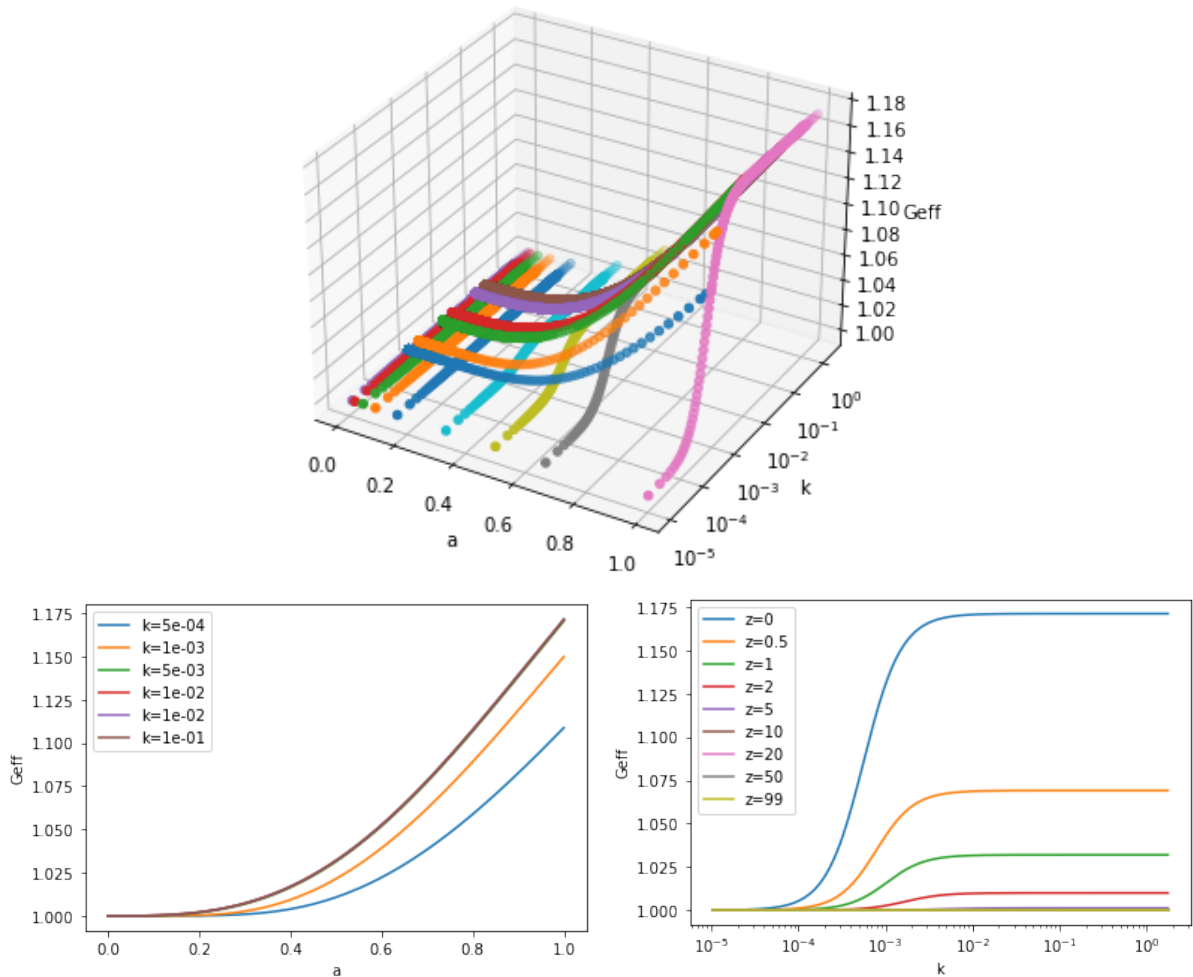 1.18
1.16
1.14
1.12
1.10
Geff
1.08
1.06
1.04
1.02
1.00
0.0
0.2
0.4
0.6
0.8
1.0
a
10⁰
10⁻¹
10⁻²
10⁻³
10⁻⁴
10⁻⁵
k
1.175
1.150
1.125
1.100
1.075
1.050
1.025
1.000
Geff
k=5e-04
k=1e-03
k=5e-03
k=1e-02
k=1e-02
k=1e-01
0.0 0.2 0.4 0.6 0.8 1.0
a
1.175
1.150
1.125
1.100
1.075
1.050
1.025
1.000
Geff
z=0
z=0.5
z=1
z=2
z=5
z=10
z=20
z=50
z=99
10⁻⁵ 10⁻⁴ 10⁻³ 10⁻² 10⁻¹ 10⁰
k